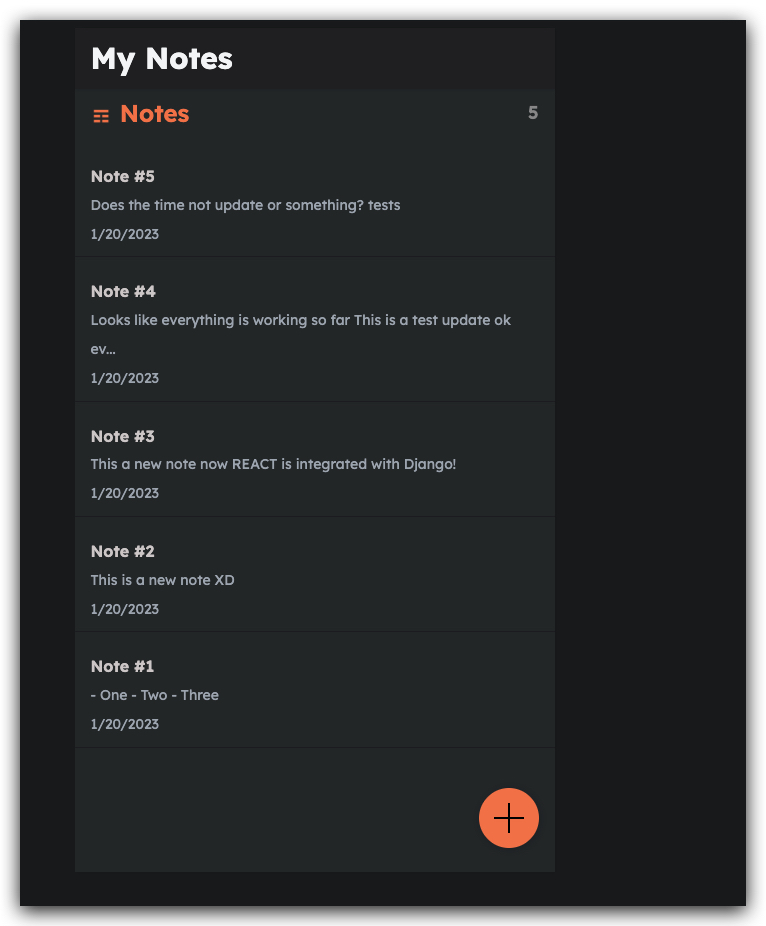 My Notes
Notes 5
Note #5
Does the time not update or something? tests
1/20/2023
Note #4
Looks like everything is working so far This is a test update ok
ev...
1/20/2023
Note #3
This a new note now REACT is integrated with Django!
1/20/2023
Note #2
This is a new note XD
1/20/2023
Note #1
- One - Two - Three
1/20/2023